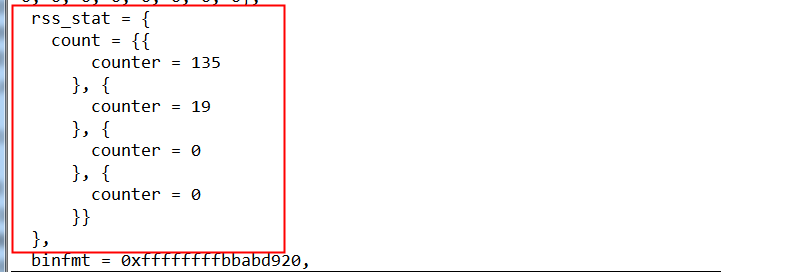 rss_stat = {
count = {{
counter = 135
}, {
counter = 19
}, {
counter = 0
}, {
counter = 0
}}
},
binfmt = 0xffffffffbbabd920,